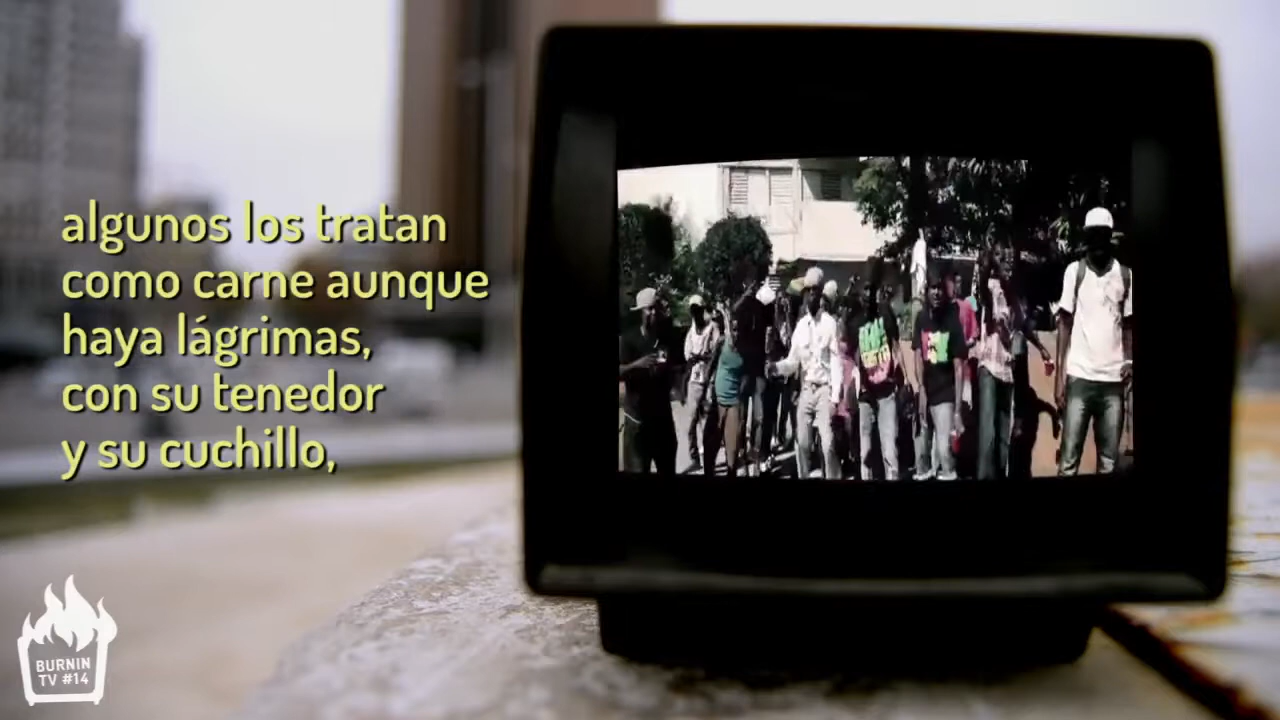 algunos los tratan
como carne aunque
haya lágrimas,
con su tenedor
y su cuchillo,
BURNIN
TV #14